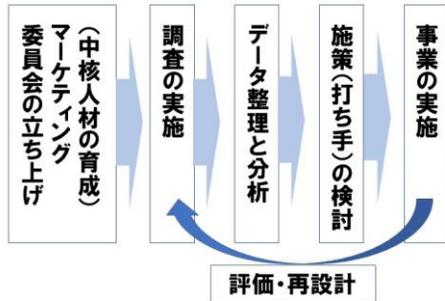 (中核人材の育成)
マーケティング
委員会の立ち上げ
調査の実施
データ整理と分析
施策(打ち手)の検討
事業の実施
評価・再設計